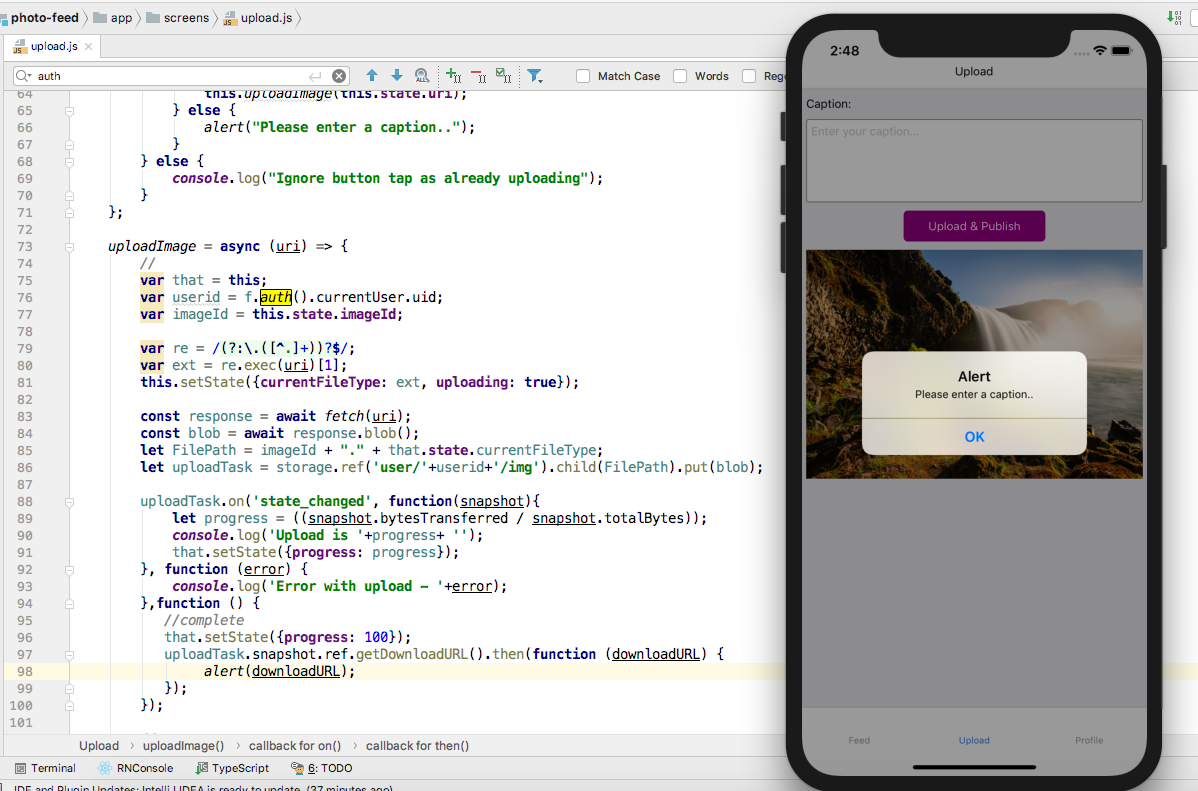 photo-feed app screens upload.js
upload.js
auth
Match Case Words
64 this.uploadImage(this.state.uri);
65 } else {
66 alert("Please enter a caption..");
67 }
68 } else {
69 console.log("Ignore button tap as already uploading");
70 }
71 };
72
73 uploadImage = async (uri) => {
74 //
75 var that = this;
76 var userid = f.auth().currentUser.uid;
77 var imageId = this.state.imageId;
78
79 var re = /(?:\.([^.]+))?$/;
80 var ext = re.exec(uri)[1];
81 this.setState({currentFileType: ext, uploading: true});
82
83 const response = await fetch(uri);
84 const blob = await response.blob();
85 let FilePath = imageId + "." + that.state.currentFileType;
86 let uploadTask = storage.ref('user/'+userid+'/img').child(FilePath).put(blob);
87
88 uploadTask.on('state_changed', function(snapshot){
89 let progress = ((snapshot.bytesTransferred / snapshot.totalBytes));
90 console.log('Upload is '+progress+ '');
91 that.setState({progress: progress});
92 }, function (error) {
93 console.log('Error with upload - '+error);
94 },function () {
95 //complete
96 that.setState({progress: 100});
97 uploadTask.snapshot.ref.getDownloadURL().then(function (downloadURL) {
98 alert(downloadURL);
99 });
100 });
101
Upload uploadImage() callback for on() callback for then()
Terminal RNConsole TypeScript 6: TODO
IDE and Plugin Updates: IntelliJ IDEA is ready to update. (37 minutes ago)
2:48
Upload
Caption:
Enter your caption...
Upload & Publish
Alert
Please enter a caption..
OK
Feed Upload Profile